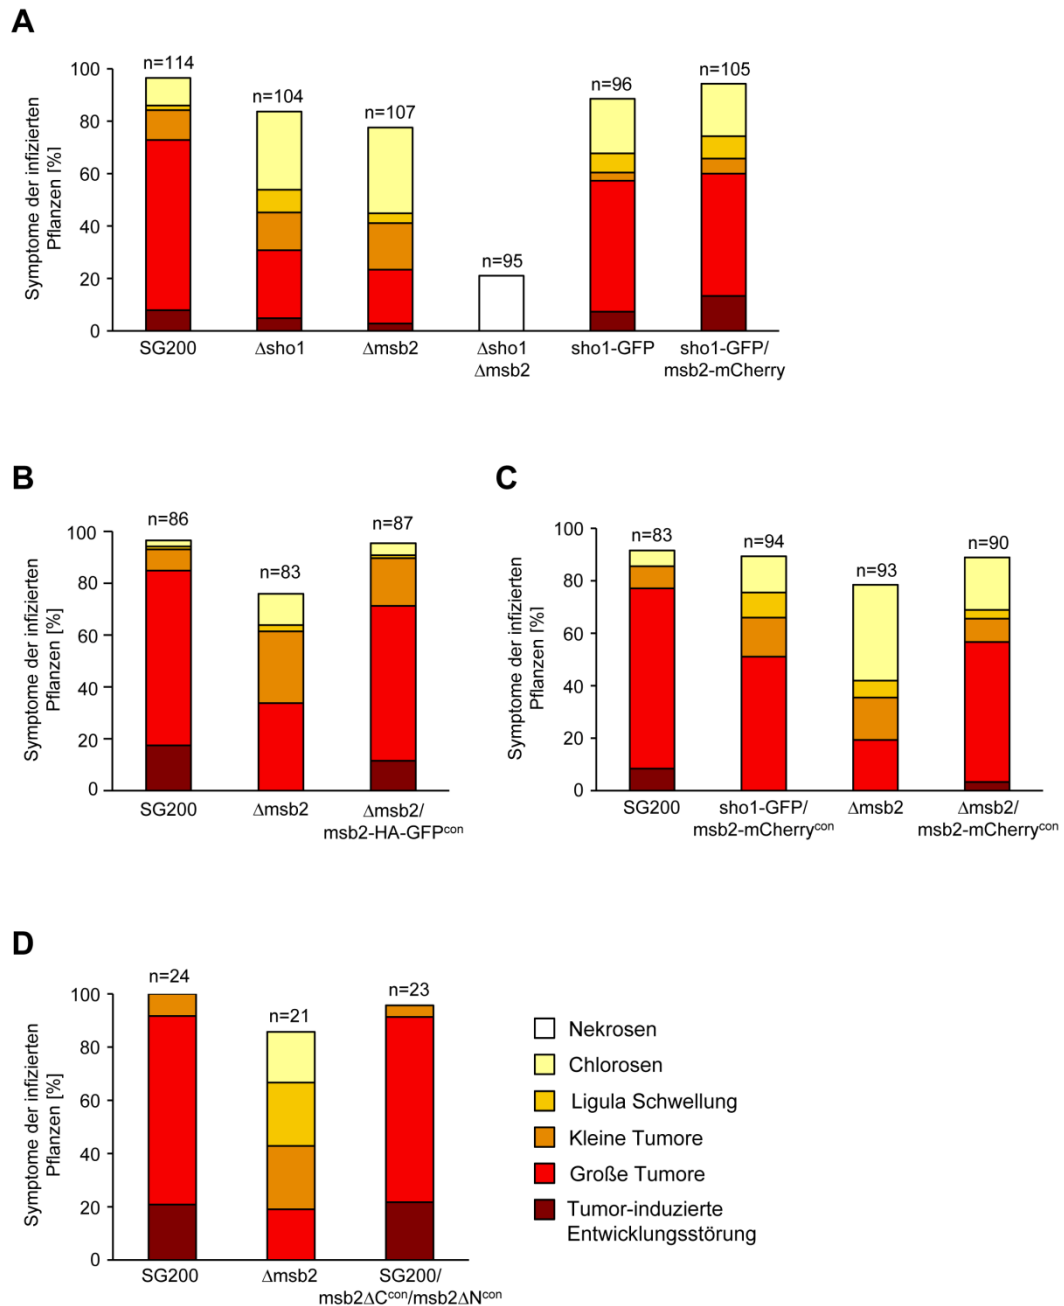 A
Symptome der infizierten
Pflanzen [%]
100
80
60
40
20
0
n=114
n=104
n=107
n=95
n=96
n=105
SG200
Δsho1
Δmsb2
Δsho1
Δmsb2
sho1-GFP
sho1-GFP/
msb2-mCherry
B
Symptome der infizierten
Pflanzen [%]
100
80
60
40
20
0
n=86
n=83
n=87
SG200
Δmsb2
Δmsb2/
msb2-HA-GFPcon
C
Symptome der infizierten
Pflanzen [%]
100
80
60
40
20
0
n=83
n=94
n=93
n=90
SG200
sho1-GFP/
msb2-mCherrycon
Δmsb2
Δmsb2/
msb2-mCherrycon
D
Symptome der infizierten
Pflanzen [%]
100
80
60
40
20
0
n=24
n=21
n=23
SG200
Δmsb2
SG200/
msb2ΔCcon/msb2ΔNcon
Nekrosen
Chlorosen
Ligula Schwellung
Kleine Tumore
Große Tumore
Tumor-induzierte
Entwicklungsstörung